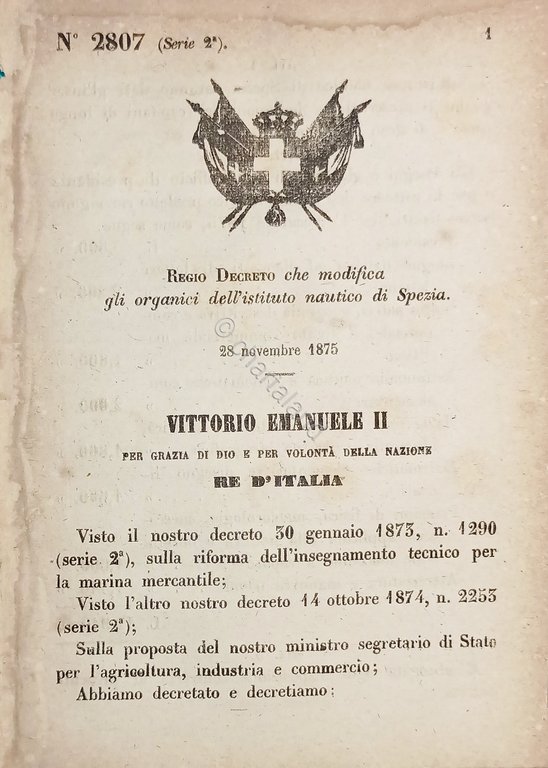 N° 2807 (Serie 2ª).
1
REGIO DECRETO che modifica
gli organici dell'istituto nautico di Spezia.
28 novembre 1875
© chartaland
VITTORIO EMANUELE II
PER GRAZIA DI DIO E PER VOLONTÀ DELLA NAZIONE
RE D'ITALIA
Visto il nostro decreto 30 gennaio 1873, n. 1290
(serie 2ª), sulla riforma dell'insegnamento tecnico per
la marina mercantile;
Visto l'altro nostro decreto 14 ottobre 1874, n. 2253
(serie 2ª);
Sulla proposta del nostro ministro segretario di Stato
per l'agricoltura, industria e commercio;
Abbiamo decretato e decretiamo: